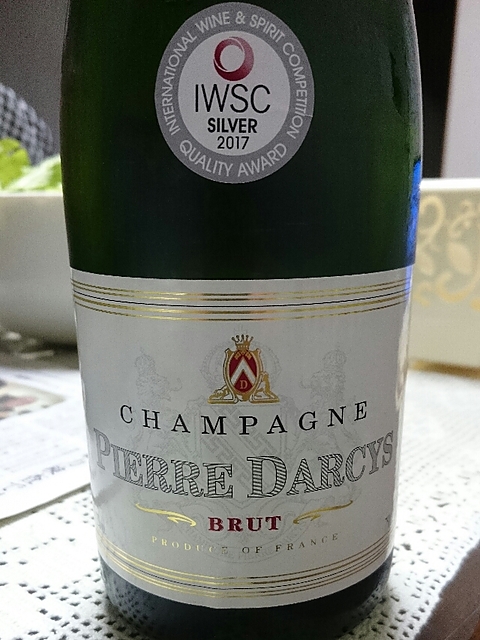 INTERNATIONAL WINE & SPIRIT COMPETITION
IWSC
SILVER
2017
QUALITY AWARD
D
CHAMPAGNE
PIERRE DARCYS
BRUT
PRODUCE OF FRANCE